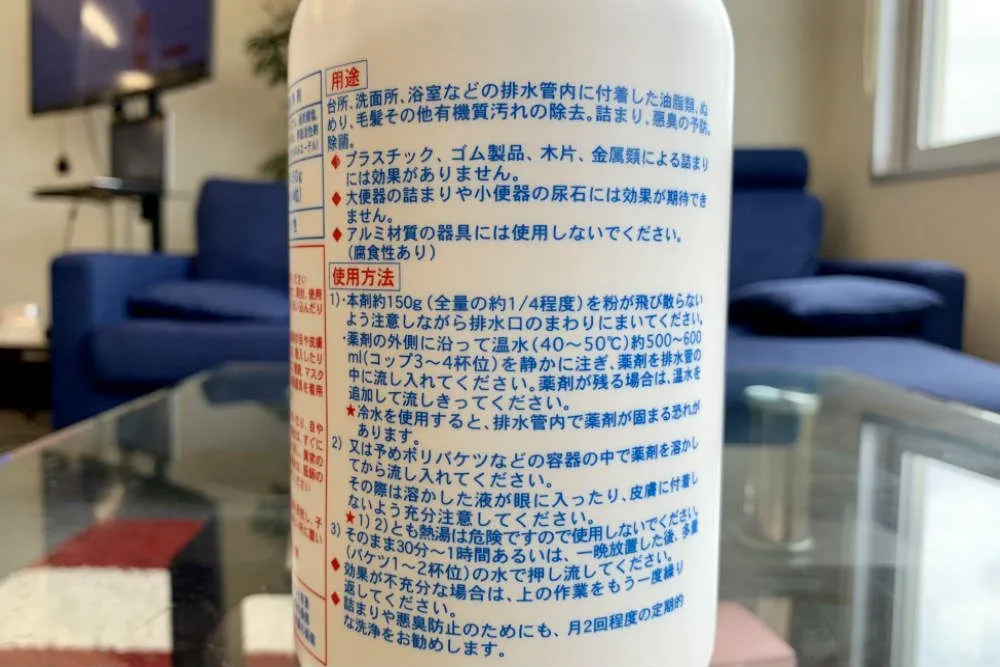 用途
台所、洗面所、浴室などの排水管内に付着した油脂類、ぬ
めり、毛髪その他有機質汚れの除去。詰まり、悪臭の予防。
除菌。
◆プラスチック、ゴム製品、木片、金属類による詰まり
には効果がありません。
◆大便器の詰まりや小便器の尿石には効果が期待でき
ません。
◆アルミ材質の器具には使用しないでください。
(腐食性あり)
使用方法
1)・本剤約150g(全量の約1/4程度)を粉が飛び散らない
よう注意しながら排水口のまわりにまいてください。
・薬剤の外側に沿って温水(40〜50℃)約500〜600
ml(コップ3〜4杯位)を静かに注ぎ、薬剤を排水管の
中に流し入れてください。薬剤が残る場合は、温水を
追加して流しきってください。
★冷水を使用すると、排水管内で薬剤が固まる恐れが
あります。
2) 又は予めポリバケツなどの容器の中で薬剤を溶かし
てから流し入れてください。
その際は溶かした液が眼に入ったり、皮膚に付着し
ないよう充分注意してください。
★1) 2)とも熱湯は危険ですので使用しないでください。
3) そのまま30分〜1時間あるいは、一晩放置した後、多量
(バケツ1〜2杯位)の水で押し流してください。
◆効果が不充分な場合は、上の作業をもう一度繰り
返してください。
◆詰まりや悪臭防止のためにも、月2回程度の定期的
な洗浄をお勧めします。